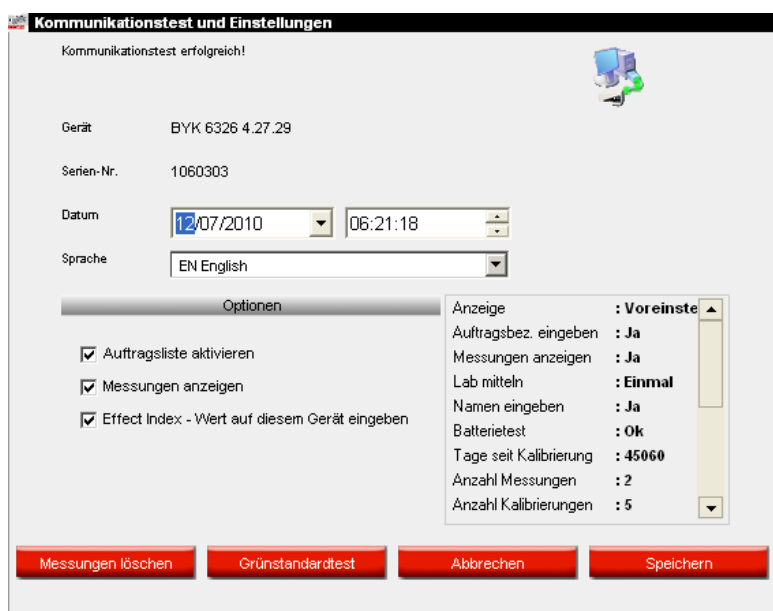 Kommunikationstest und Einstellungen
Kommunikationstest erfolgreich!
Gerät BYK 6326 4.27.29
Serien-Nr. 1060303
Datum 12/07/2010 06:21:18
Sprache EN English
Optionen
Auftragsliste aktivieren
Messungen anzeigen
Effect Index - Wert auf diesem Gerät eingeben
Anzeige : Voreinste
Auftragsbez. eingeben : Ja
Messungen anzeigen : Ja
Lab mitteln : Einmal
Namen eingeben : Ja
Batterietest : Ok
Tage seit Kalibrierung : 45060
Anzahl Messungen : 2
Anzahl Kalibrierungen : 5
Messungen löschen Grünstandardtest Abbrechen Speichern